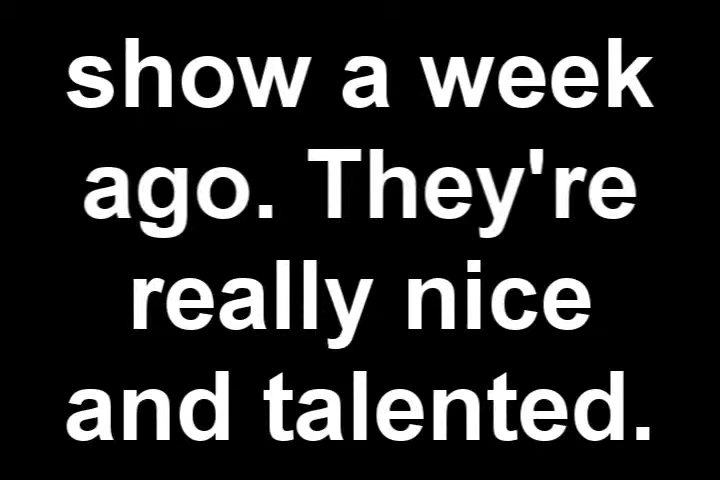 show a week
ago. They're
really nice
and talented.